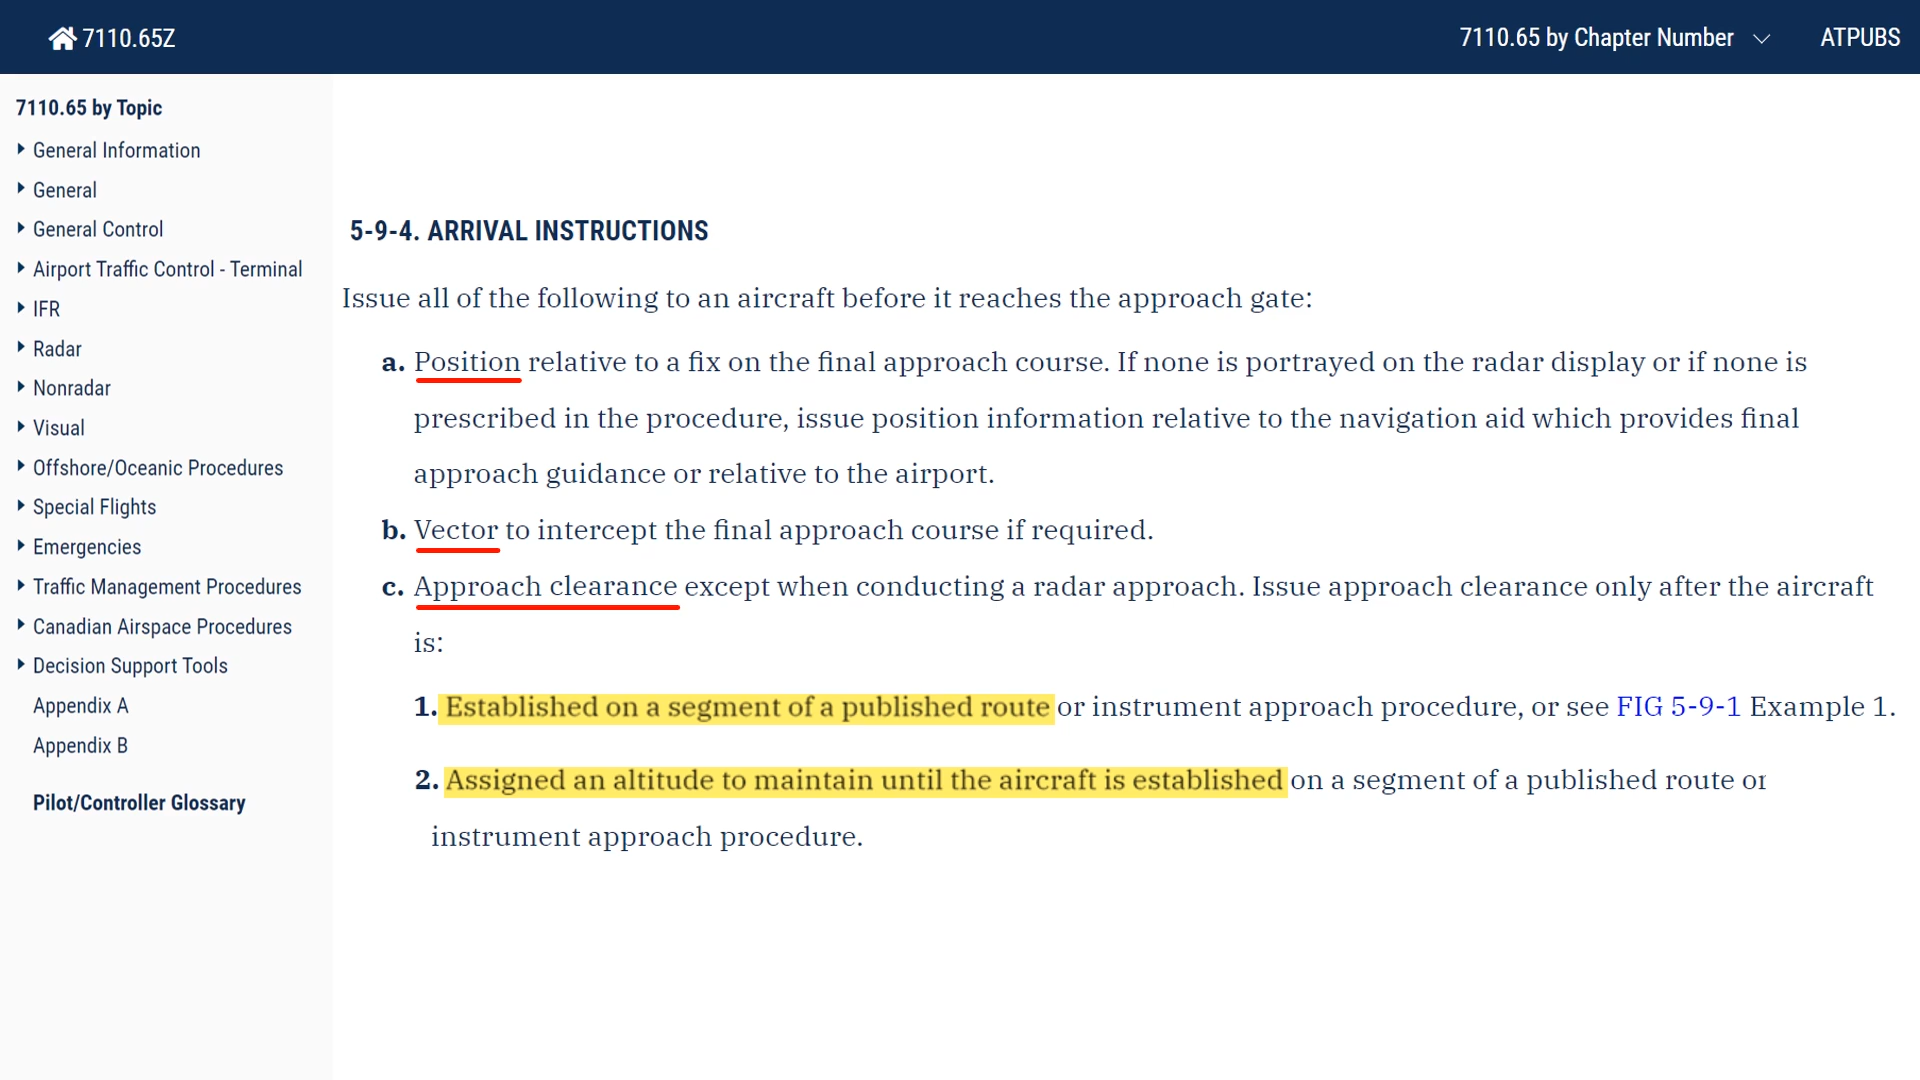 7110.65Z
7110.65 by Chapter Number
ATPUBS
7110.65 by Topic
General Information
General
General Control
Airport Traffic Control - Terminal
IFR
Radar
Nonradar
Visual
Offshore/Oceanic Procedures
Special Flights
Emergencies
Traffic Management Procedures
Canadian Airspace Procedures
Decision Support Tools
Appendix A
Appendix B
Pilot/Controller Glossary
5-9-4. ARRIVAL INSTRUCTIONS
Issue all of the following to an aircraft before it reaches the approach gate:
a. Position relative to a fix on the final approach course. If none is portrayed on the radar display or if none is
prescribed in the procedure, issue position information relative to the navigation aid which provides final
approach guidance or relative to the airport.
b. Vector to intercept the final approach course if required.
c. Approach clearance except when conducting a radar approach. Issue approach clearance only after the aircraft
is:
1. Established on a segment of a published route or instrument approach procedure, or see FIG 5-9-1 Example 1.
2. Assigned an altitude to maintain until the aircraft is established on a segment of a published route or
instrument approach procedure.